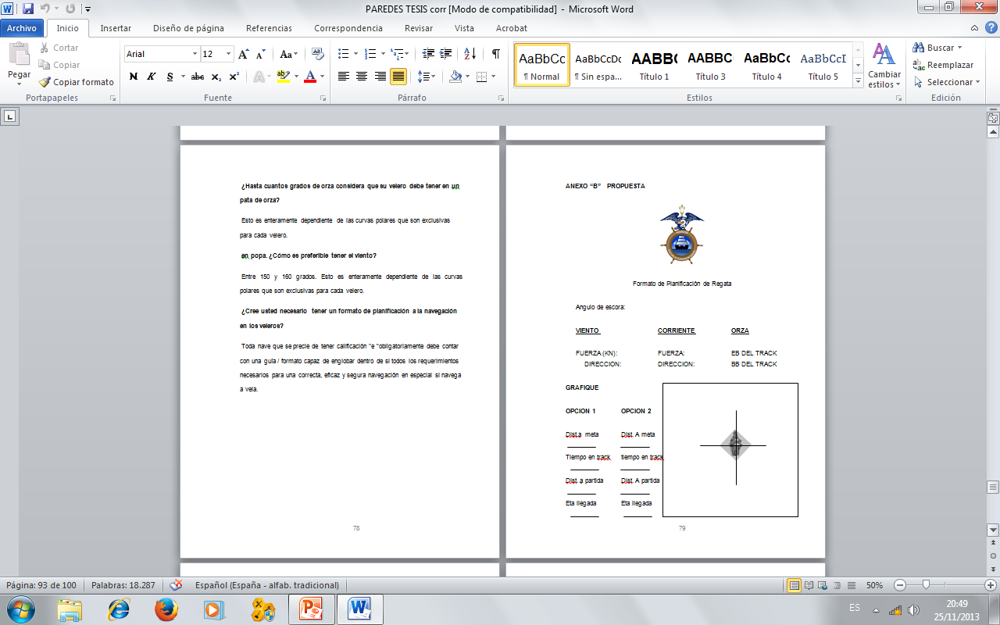 PAREDES TESIS corr [Modo de compatibilidad] - Microsoft Word
Archivo Inicio Insertar Diseño de página Referencias Correspondencia Revisar Vista Acrobat
Pegar
Cortar
Copiar
Copiar formato
Portapapeles
Arial 12
Fuente
Párrafo
AaBbCc AaBbCcDc AABBC AABBC AaBbCc AaBbCcI
¶ Normal ¶ Sin espa... Título 1 Título 3 Título 4 Título 5
Cambiar estilos
Estilos
Buscar
Reemplazar
Seleccionar
Edición
¿Hasta cuantos grados de orza considera que su velero debe tener en un
pata de orza?
Esto es enteramente dependiente de las curvas polares que son exclusivas
para cada velero.
en popa. ¿Cómo es preferible tener el viento?
Entre 150 y 160 grados. Esto es enteramente dependiente de las curvas
polares que son exclusivas para cada velero.
¿Cree usted necesario tener un formato de planificación a la navegación
en los veleros?
Toda nave que se precie de tener calificación "e "obligatoriamente debe contar
con una guía / formato capaz de englobar dentro de si todos los requerimientos
necesarios para una correcta, eficaz y segura navegación en especial si navega
a vela.
78
ANEXO “B” PROPUESTA
Formato de Planificación de Regata
Angulo de escora:
VIENTO CORRIENTE ORZA
FUERZA (KN): FUERZA: EB DEL TRACK
DIRECCION: DIRECCION: BB DEL TRACK
GRAFIQUE
OPCION 1 OPCION 2
Dist.a meta Dist. A meta
Tiempo en track tiempo en track
Dist. a partida Dist. A partida
Eta llegada Eta llegada
79
Página: 93 de 100 Palabras: 18.287 Español (España - alfab. tradicional) 50%
ES 20:49
25/11/2013